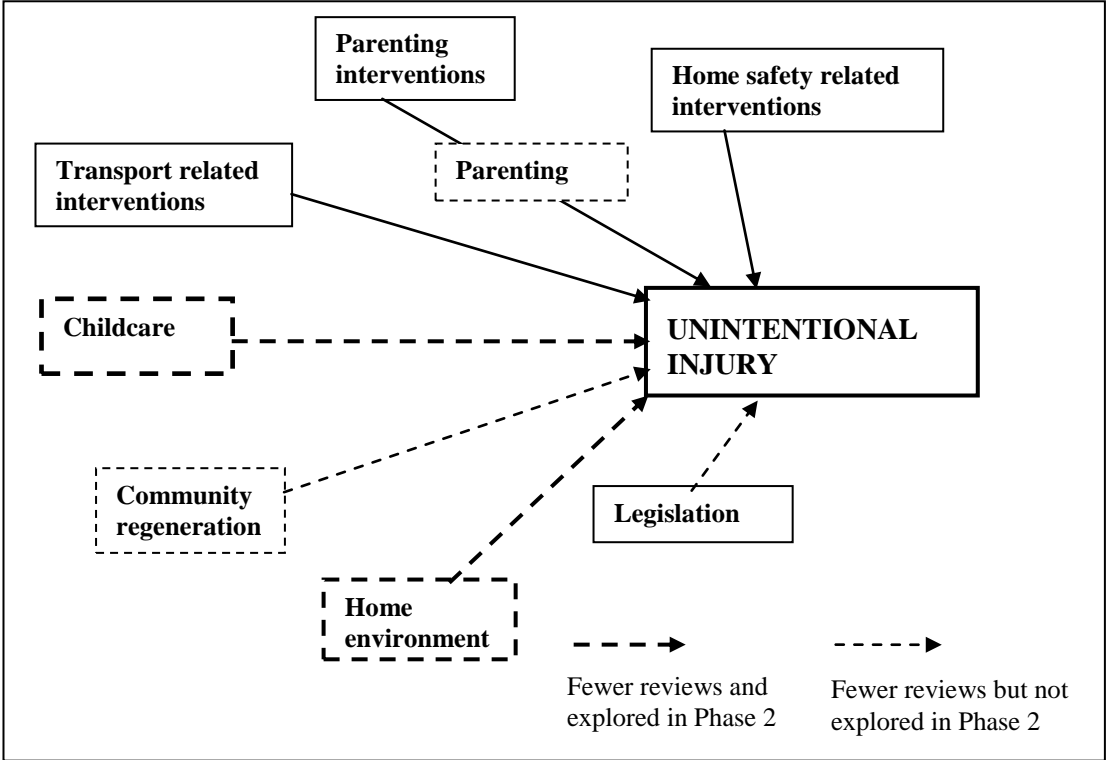 Parenting
interventions
Home safety related
interventions
Transport related
interventions
Parenting
Childcare
UNINTENTIONAL
INJURY
Community
regeneration
Legislation
Home
environment
Fewer reviews and
explored in Phase 2
Fewer reviews but not
explored in Phase 2